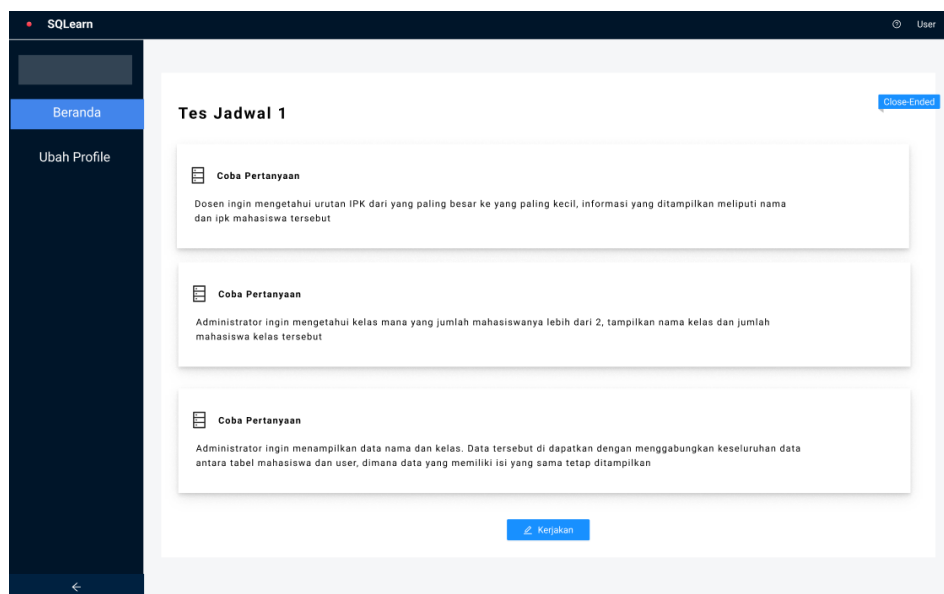 SQLearn
User
Beranda
Ubah Profile
Tes Jadwal 1
Close-Ended
Coba Pertanyaan
Dosen ingin mengetahui urutan IPK dari yang paling besar ke yang paling kecil, informasi yang ditampilkan meliputi nama
dan ipk mahasiswa tersebut
Coba Pertanyaan
Administrator ingin mengetahui kelas mana yang jumlah mahasiswanya lebih dari 2, tampilkan nama kelas dan jumlah
mahasiswa kelas tersebut
Coba Pertanyaan
Administrator ingin menampilkan data nama dan kelas. Data tersebut di dapatkan dengan menggabungkan keseluruhan data
antara tabel mahasiswa dan user, dimana data yang memiliki isi yang sama tetap ditampilkan
Kerjakan